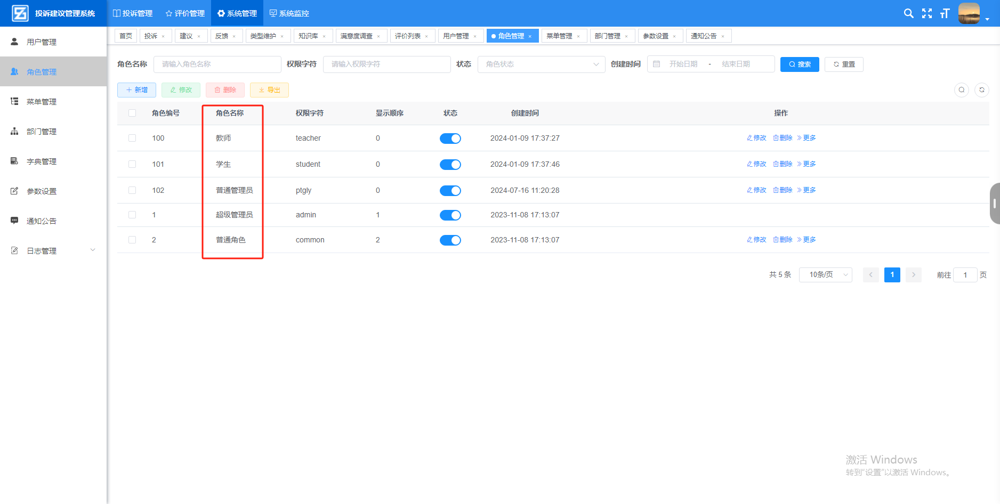 投诉建议管理系统 投诉管理 评价管理 系统管理 系统监控
首页 投诉 × 建议 × 反馈 × 类型维护 × 知识库 × 满意度调查 × 评价列表 × 用户管理 × 角色管理 × 菜单管理 × 部门管理 × 参数设置 × 通知公告 ×
用户管理
角色管理
菜单管理
部门管理
字典管理
参数设置
通知公告
日志管理
角色名称 请输入角色名称 权限字符 请输入权限字符 状态 角色状态 创建时间 开始日期 - 结束日期 搜索 重置
新增 修改 删除 导出
角色编号 角色名称 权限字符 显示顺序 状态 创建时间 操作
100 教师 teacher 0 2024-01-09 17:37:27 修改 删除 更多
101 学生 student 0 2024-01-09 17:37:46 修改 删除 更多
102 普通管理员 ptgly 0 2024-07-16 11:20:28 修改 删除 更多
1 超级管理员 admin 1 2023-11-08 17:13:07
2 普通角色 common 2 2023-11-08 17:13:07 修改 删除 更多
共 5 条 10条/页 1 前往 1 页
激活 Windows
转到“设置”以激活 Windows。